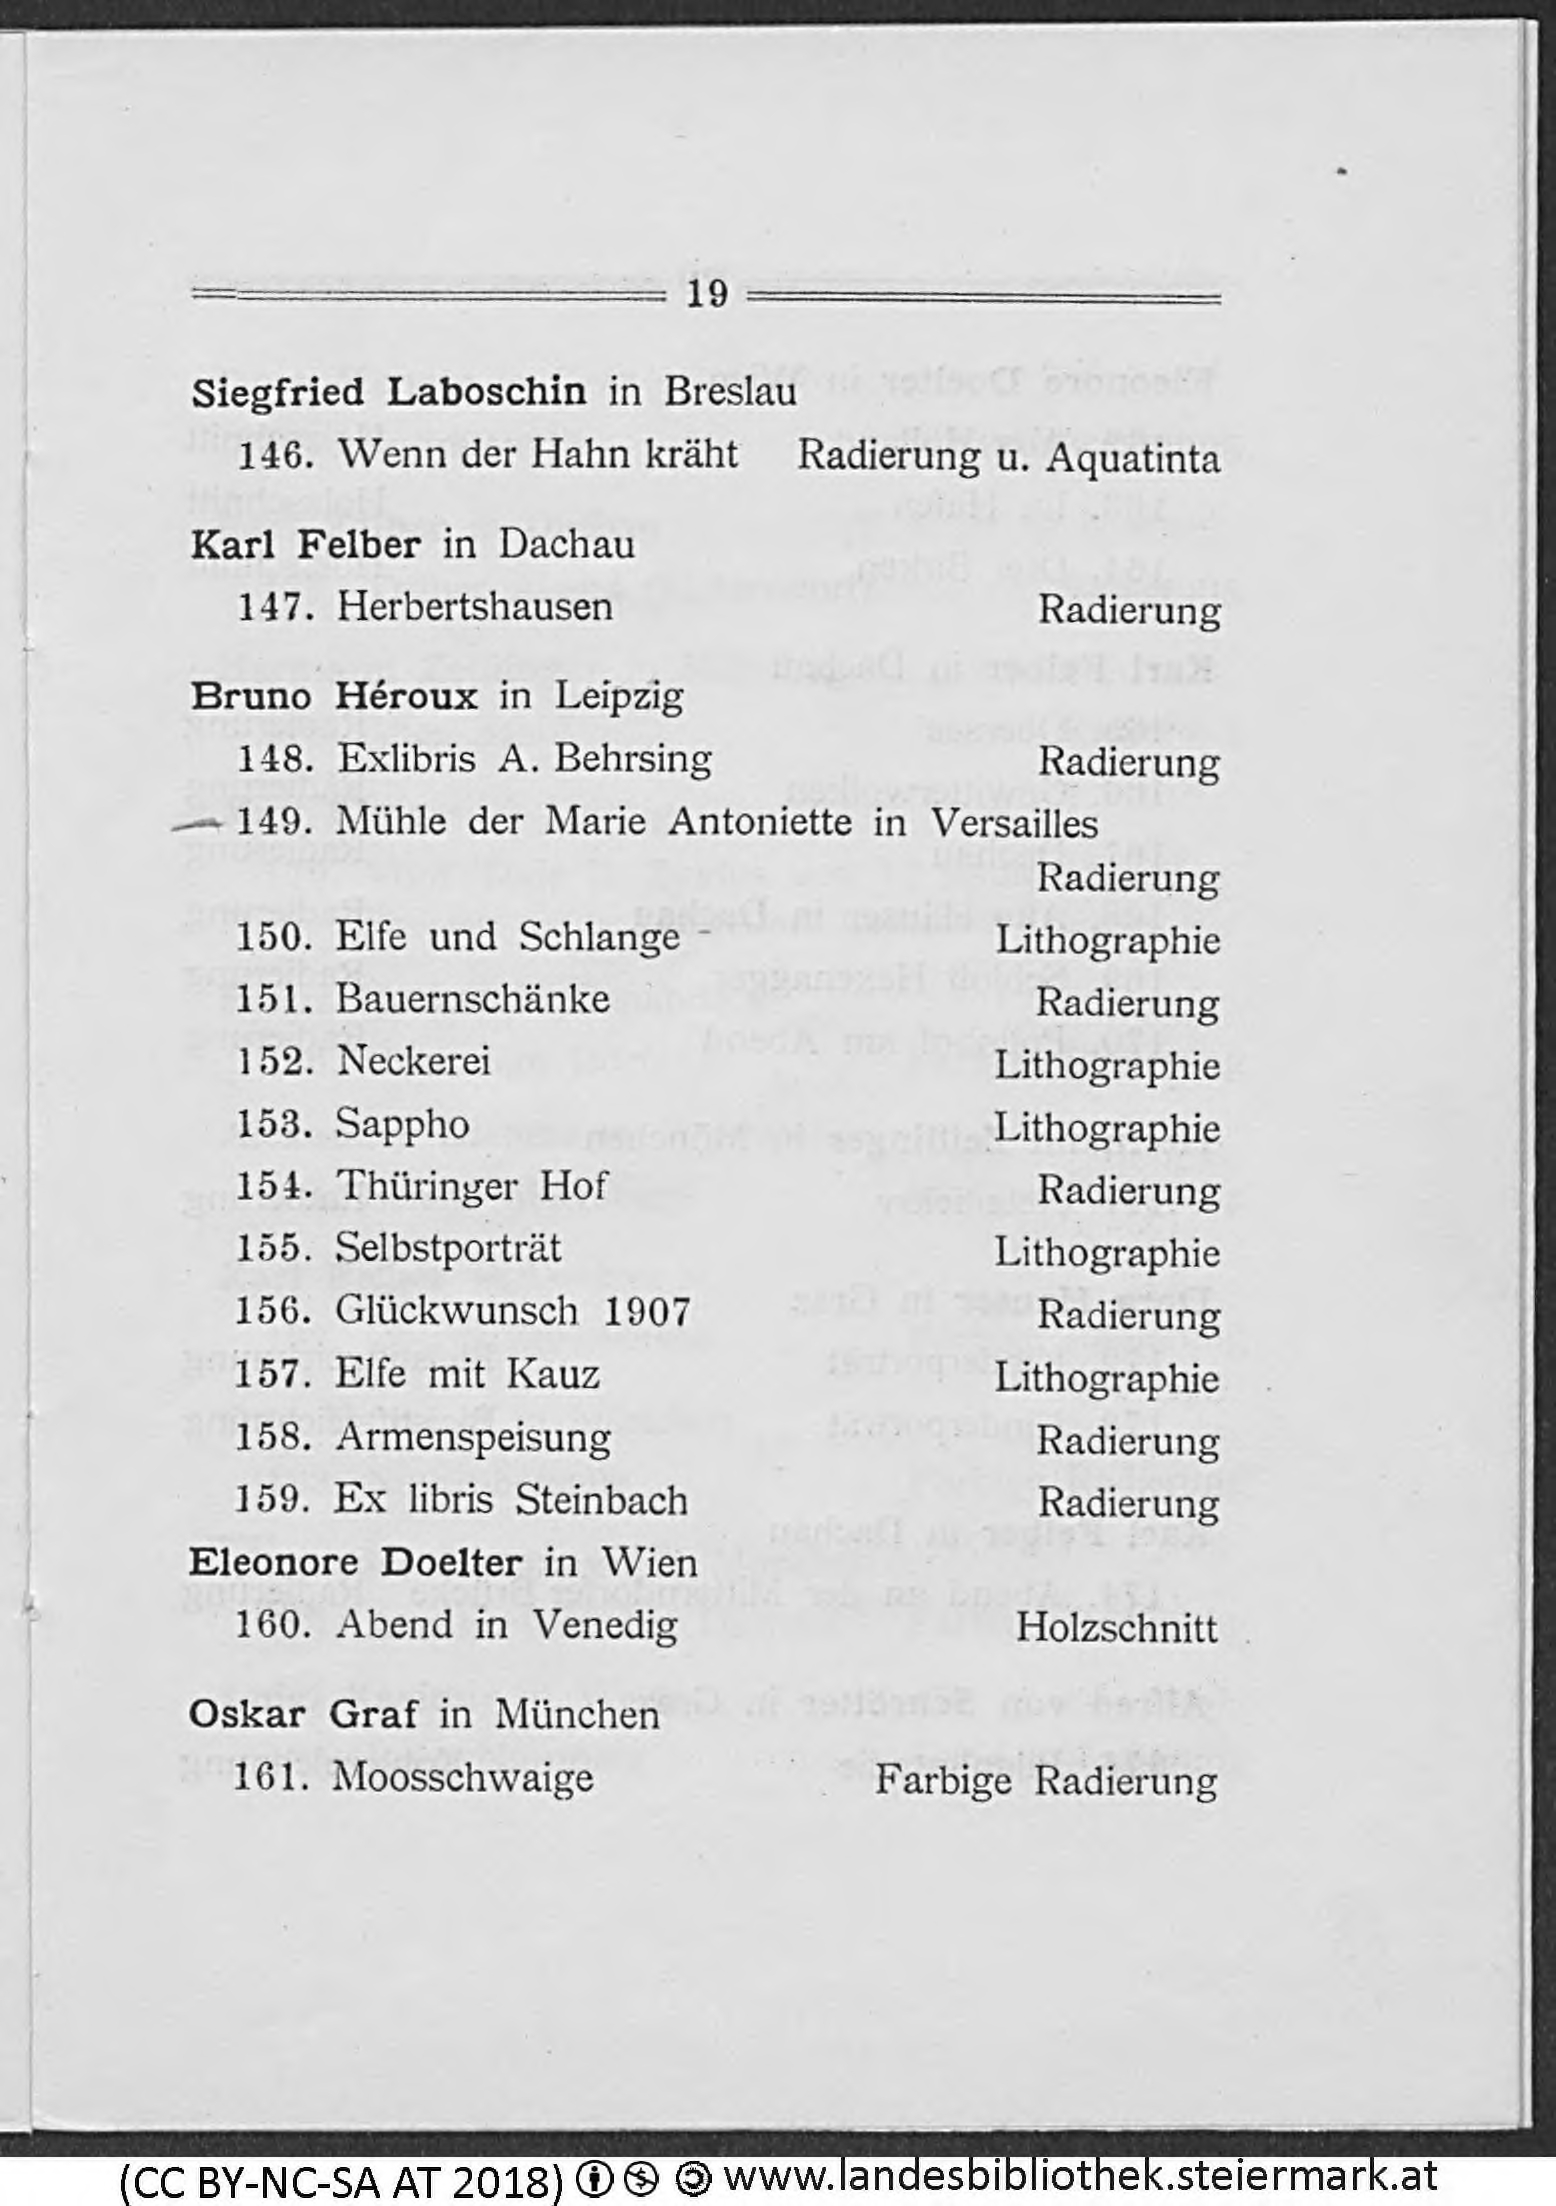 19
Siegfried Laboschin in Breslau
146. Wenn der Hahn kräht Radierung u. Aquatinta
Karl Felber in Dachau
147. Herbertshausen Radierung
Bruno Héroux in Leipzig
148. Exlibris A. Behrsing Radierung
149. Mühle der Marie Antoniette in Versailles
Radierung
150. Elfe und Schlange - Lithographie
151. Bauernschänke Radierung
152. Neckerei Lithographie
153. Sappho Lithographie
154. Thüringer Hof Radierung
155. Selbstporträt Lithographie
156. Glückwunsch 1907 Radierung
157. Elfe mit Kauz Lithographie
158. Armenspeisung Radierung
159. Ex libris Steinbach Radierung
Eleonore Doelter in Wien
160. Abend in Venedig Holzschnitt
Oskar Graf in München
161. Moosschwaige Farbige Radierung
(CC BY-NC-SA AT 2018) www.landesbibliothek.steiermark.at